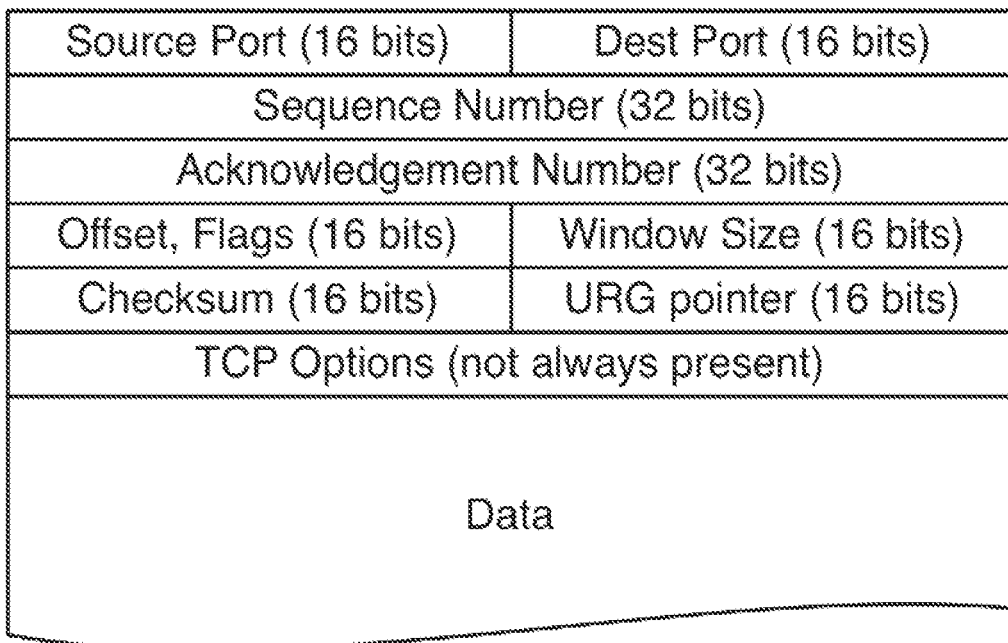 Source Port (16 bits) Dest Port (16 bits)
Sequence Number (32 bits)
Acknowledgement Number (32 bits)
Offset, Flags (16 bits) Window Size (16 bits)
Checksum (16 bits) URG pointer (16 bits)
TCP Options (not always present)
Data